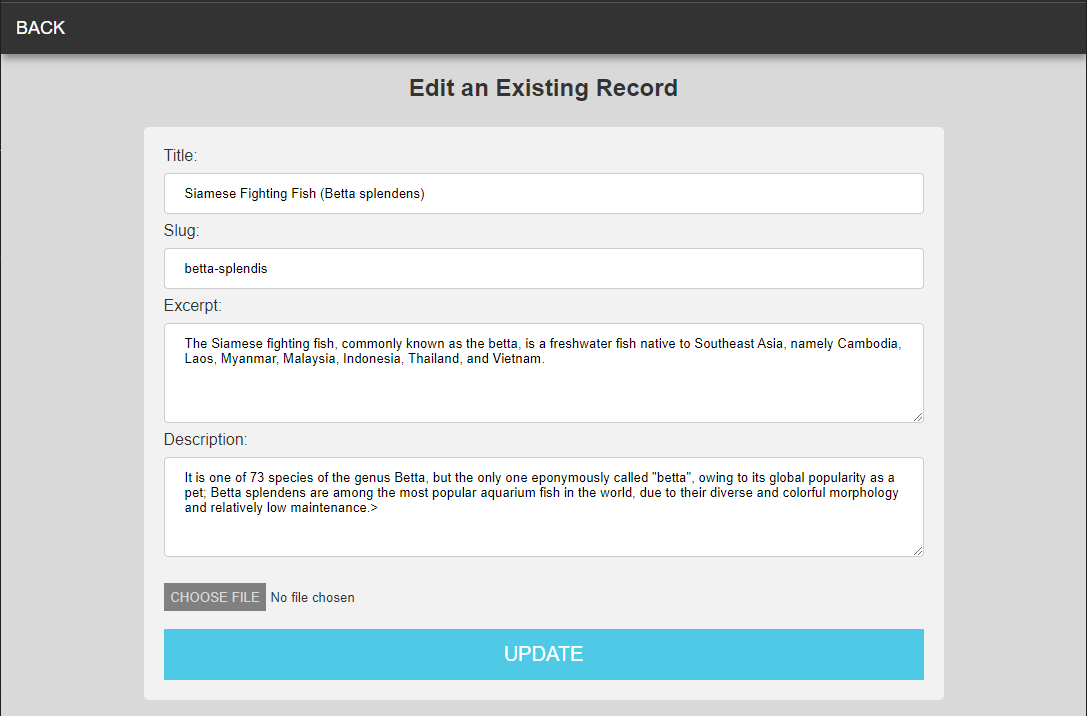 BACK
Edit an Existing Record
Title:
Siamese Fighting Fish (Betta splendens)
Slug:
betta-splendis
Excerpt:
The Siamese fighting fish, commonly known as the betta, is a freshwater fish native to Southeast Asia, namely Cambodia,
Laos, Myanmar, Malaysia, Indonesia, Thailand, and Vietnam.
Description:
It is one of 73 species of the genus Betta, but the only one eponymously called "betta", owing to its global popularity as a
pet; Betta splendens are among the most popular aquarium fish in the world, due to their diverse and colorful morphology
and relatively low maintenance.>
CHOOSE FILE No file chosen
UPDATE